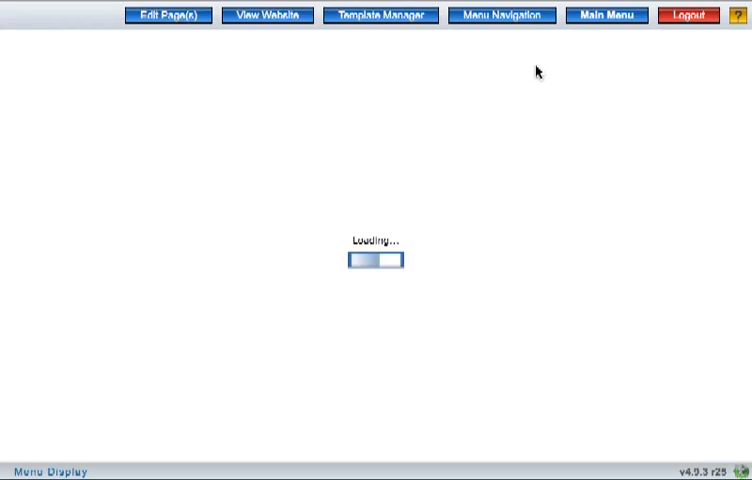 Edit Page(s) View Website Template Manager Menu Navigation Main Menu Logout ?
Loading...
Menu Display v4.9.3 r25